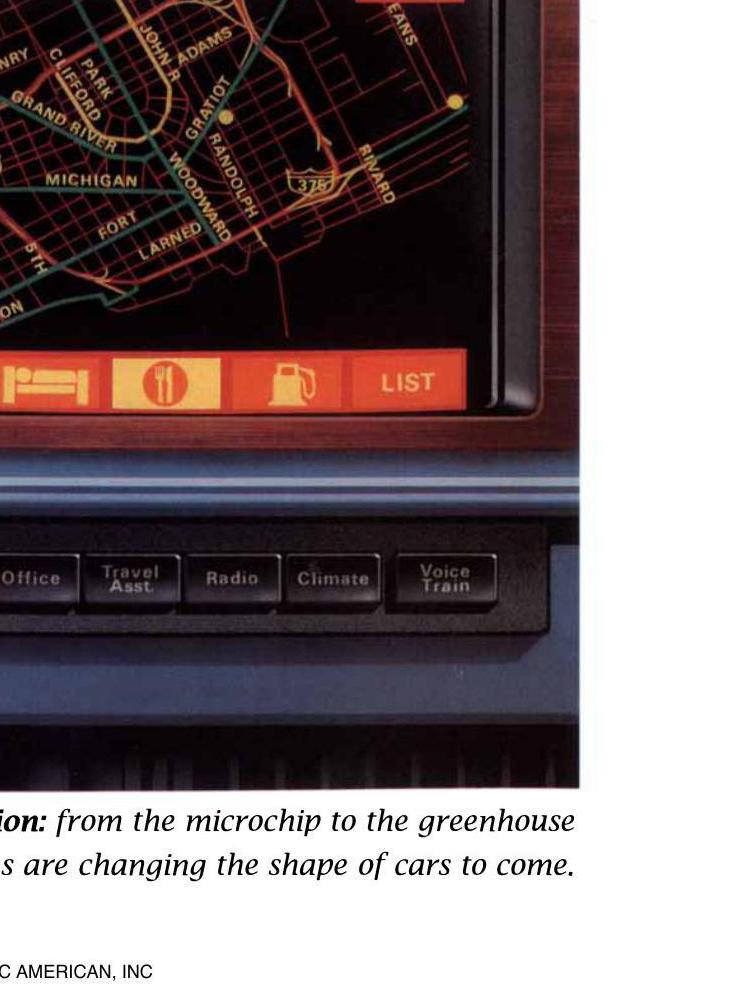 EANS
JOHN R
ADAMS
NRY
PARK
CLIFFORD
GRAND RIVER
GRATIOT
RANDOLPH
MICHIGAN
WOODWARD
375
RIVARD
FORT
LARNED
5TH
ON
LIST
Office
Travel
Asst.
Radio
Climate
Voice
Train
ion: from the microchip to the greenhouse
s are changing the shape of cars to come.
C AMERICAN, INC